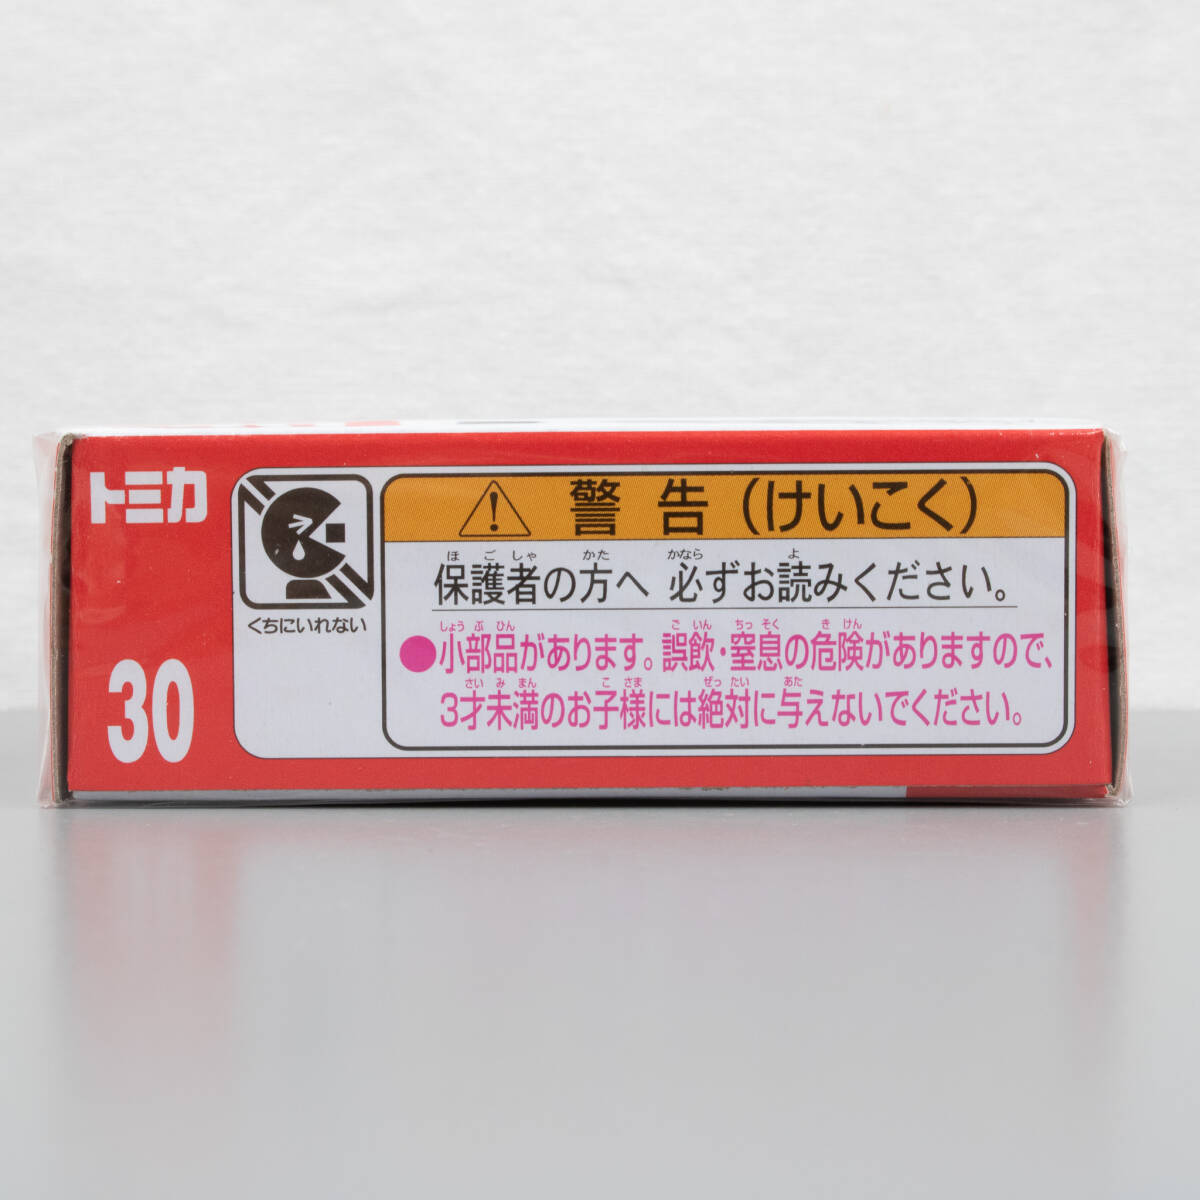 トミカ
くちにいれない
30
警告(けいこく)
ほごしゃ かた かなら よ
保護者の方へ 必ずお読みください。
しょうぶひん ごいん ちっそく きけん
●小部品があります。誤飲・窒息の危険がありますので、
さいみまん こさま ぜったい あた
3才未満のお子様には絶対に与えないでください。